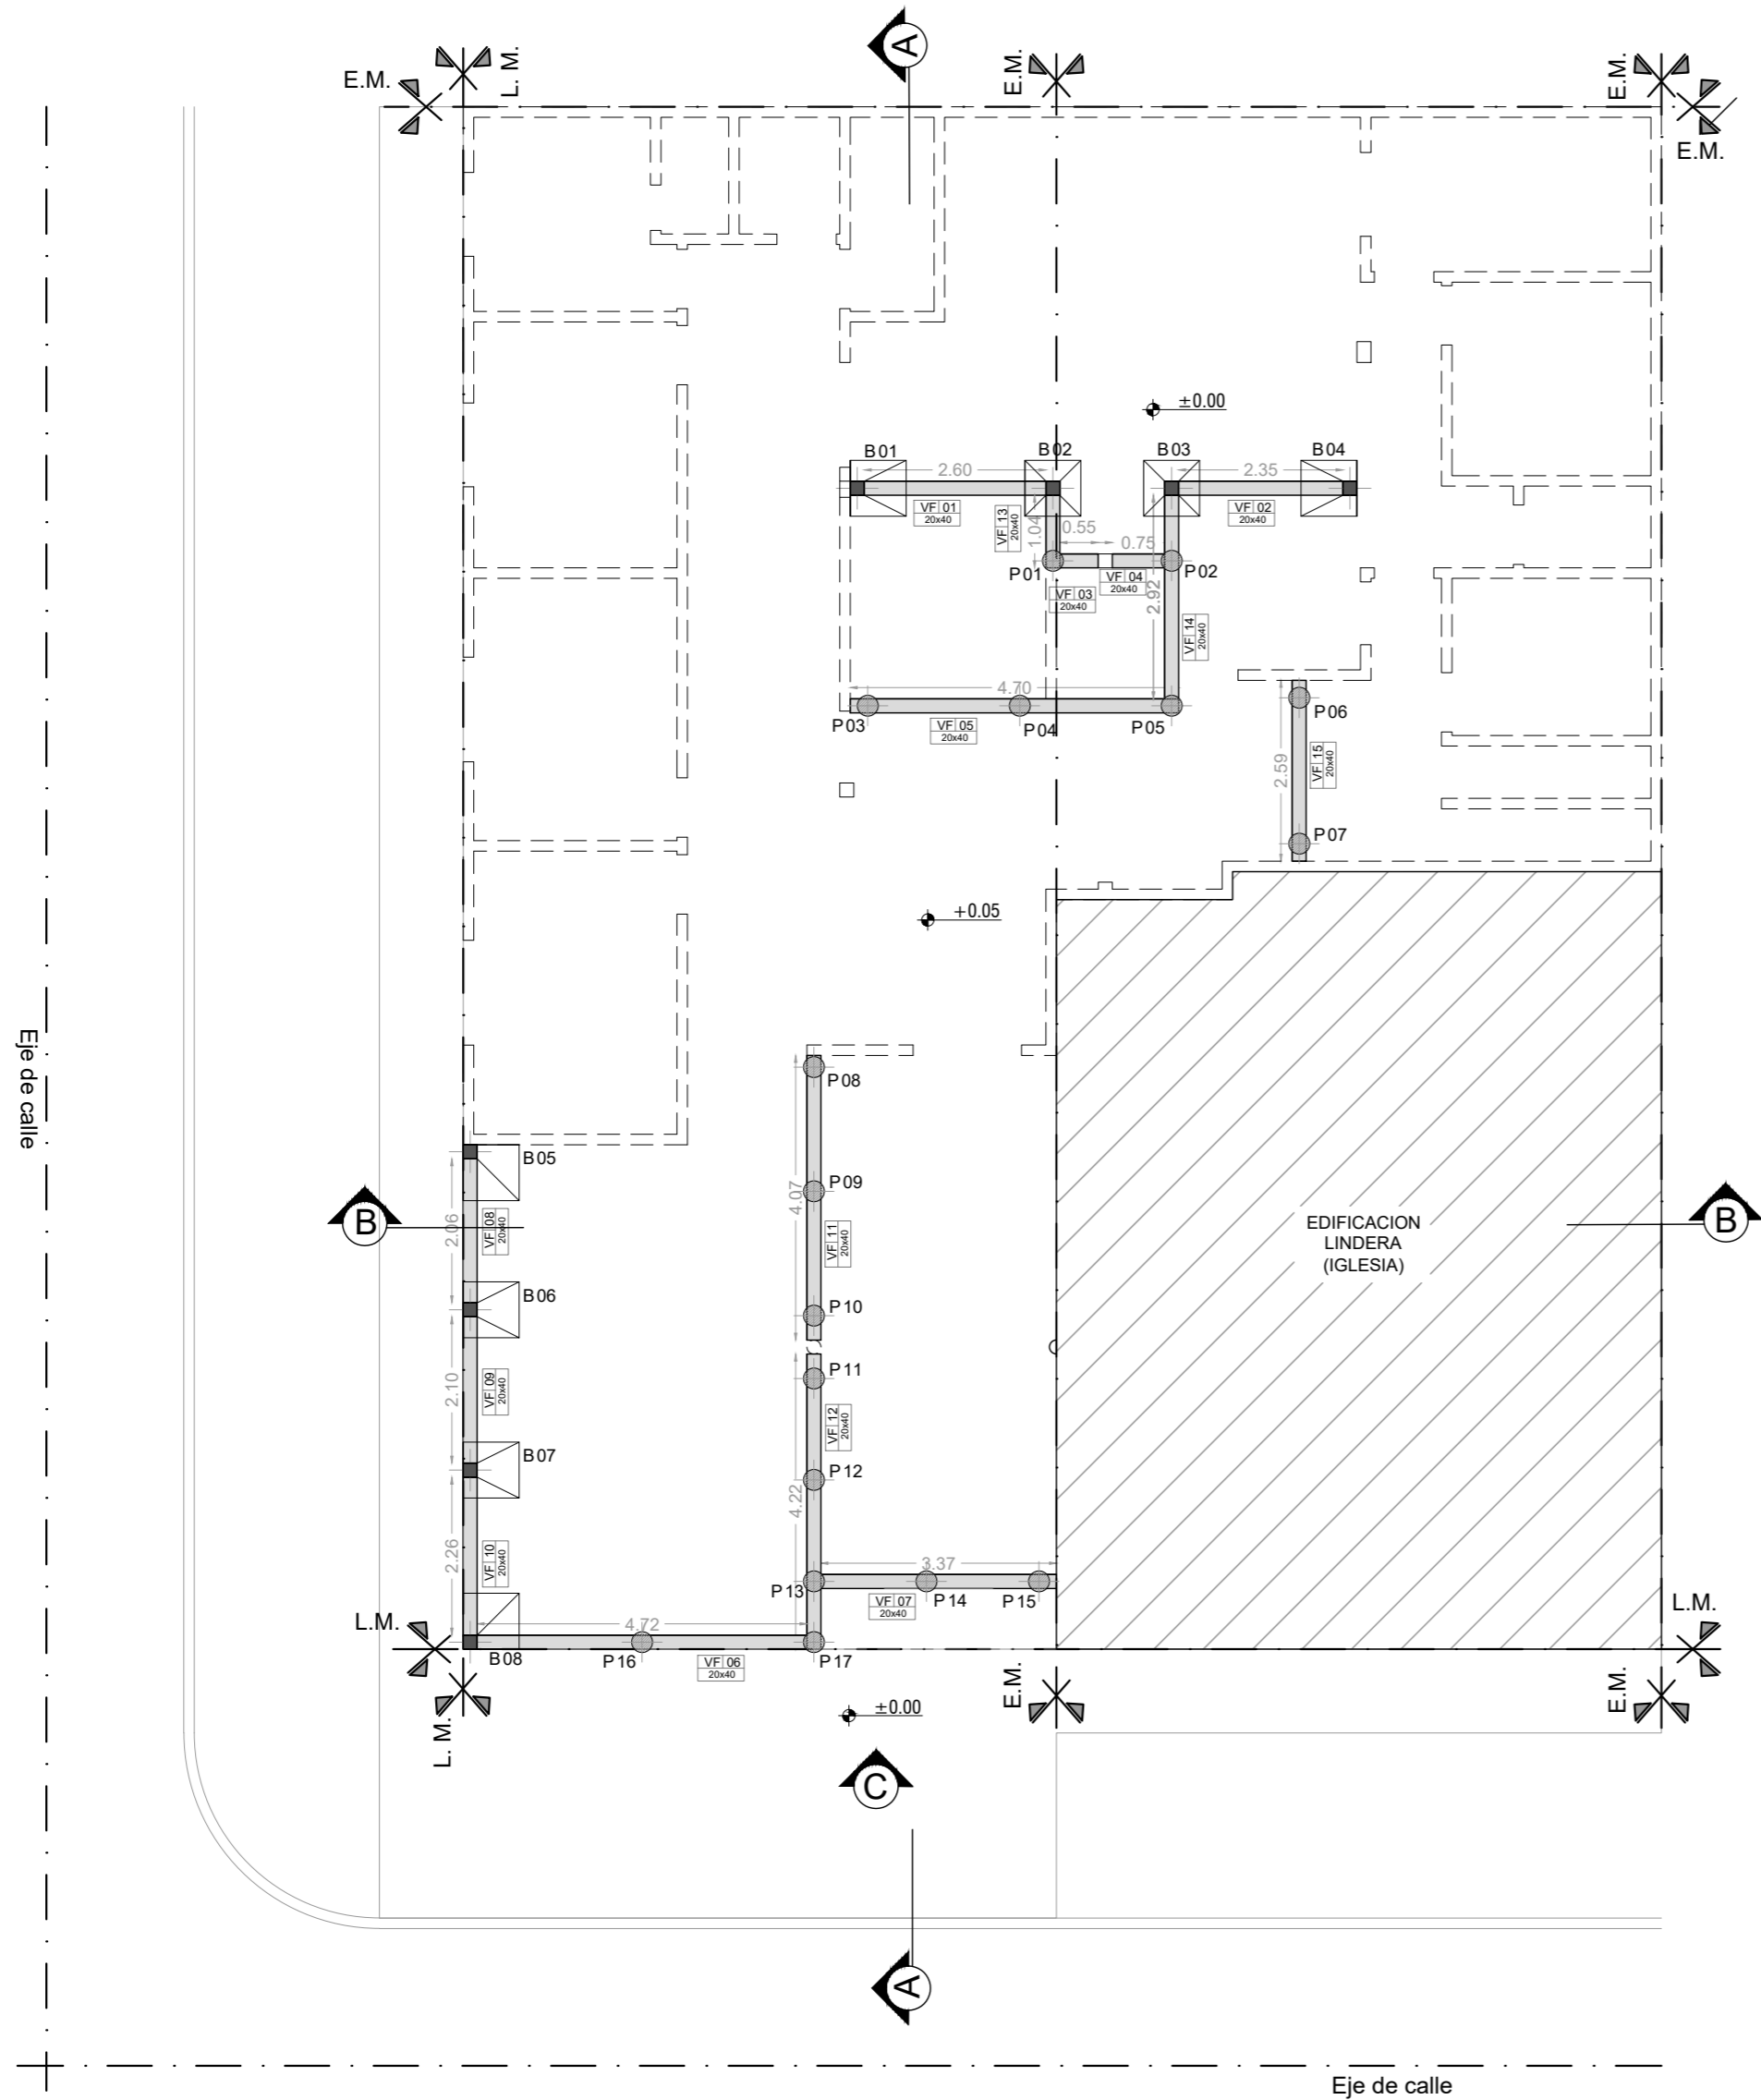 A
E.M.
L. M.
E.M.
E.M.
E.M.
±0.00
B01
B02
B03
B04
2.60
2.35
VF 01
20x40
VF 13
20x40
1.04
0.55
0.75
VF 02
20x40
P01
P02
VF 04
20x40
VF 03
20x40
2.92
VF 14
20x40
4.70
P03
VF 05
20x40
P04
P05
P06
2.59
VF 15
20x40
P07
+0.05
Eje de calle
P08
B05
P09
4.07
B
2.06
VF 08
20x40
VF 11
20x40
EDIFICACION
LINDERA
(IGLESIA)
B
B06
P10
P11
2.10
VF 09
20x40
VF 12
20x40
B07
P12
4.22
2.26
VF 10
20x40
3.37
P13
VF 07
20x40
P14
P15
L.M.
4.72
L.M.
B08
P16
VF 06
20x40
P17
E.M.
E.M.
±0.00
L. M.
C
A
Eje de calle